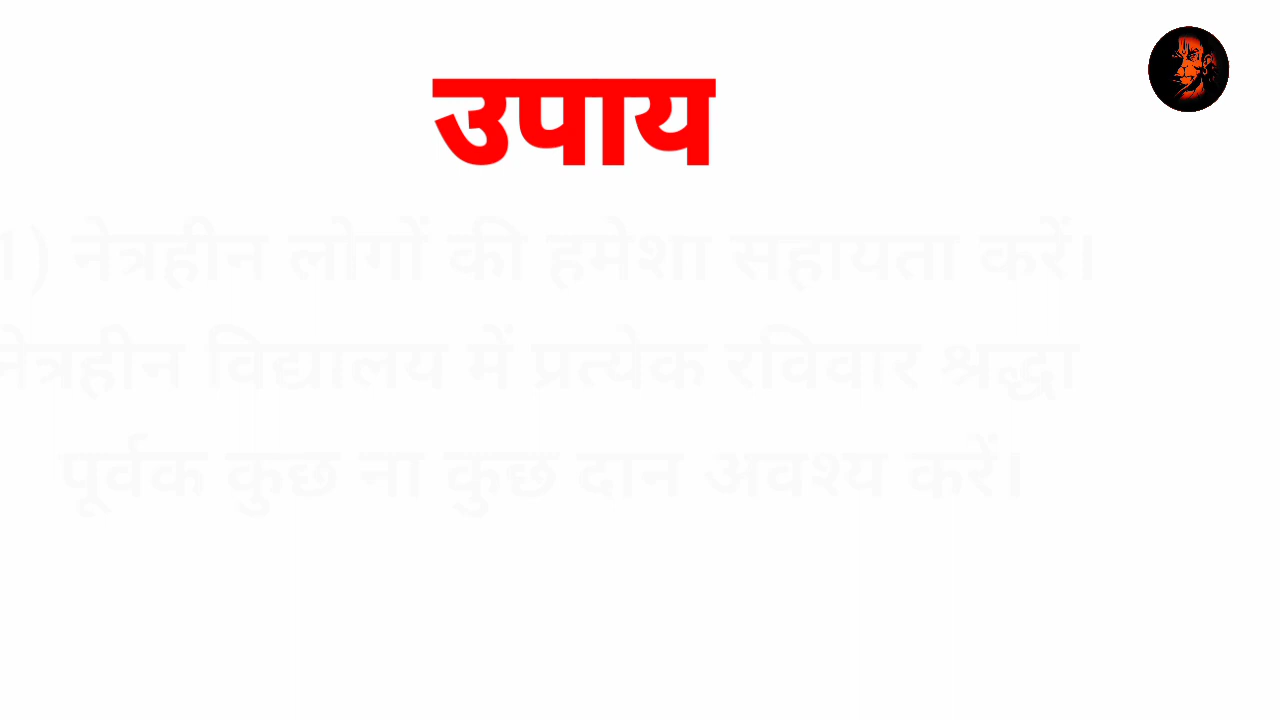 उपाय
1) नेत्रहीन लोगों की हमेशा सहायता करें।
नेत्रहीन विद्यालय में प्रत्येक रविवार श्रद्धा
पूर्वक कुछ ना कुछ दान अवश्य करें।